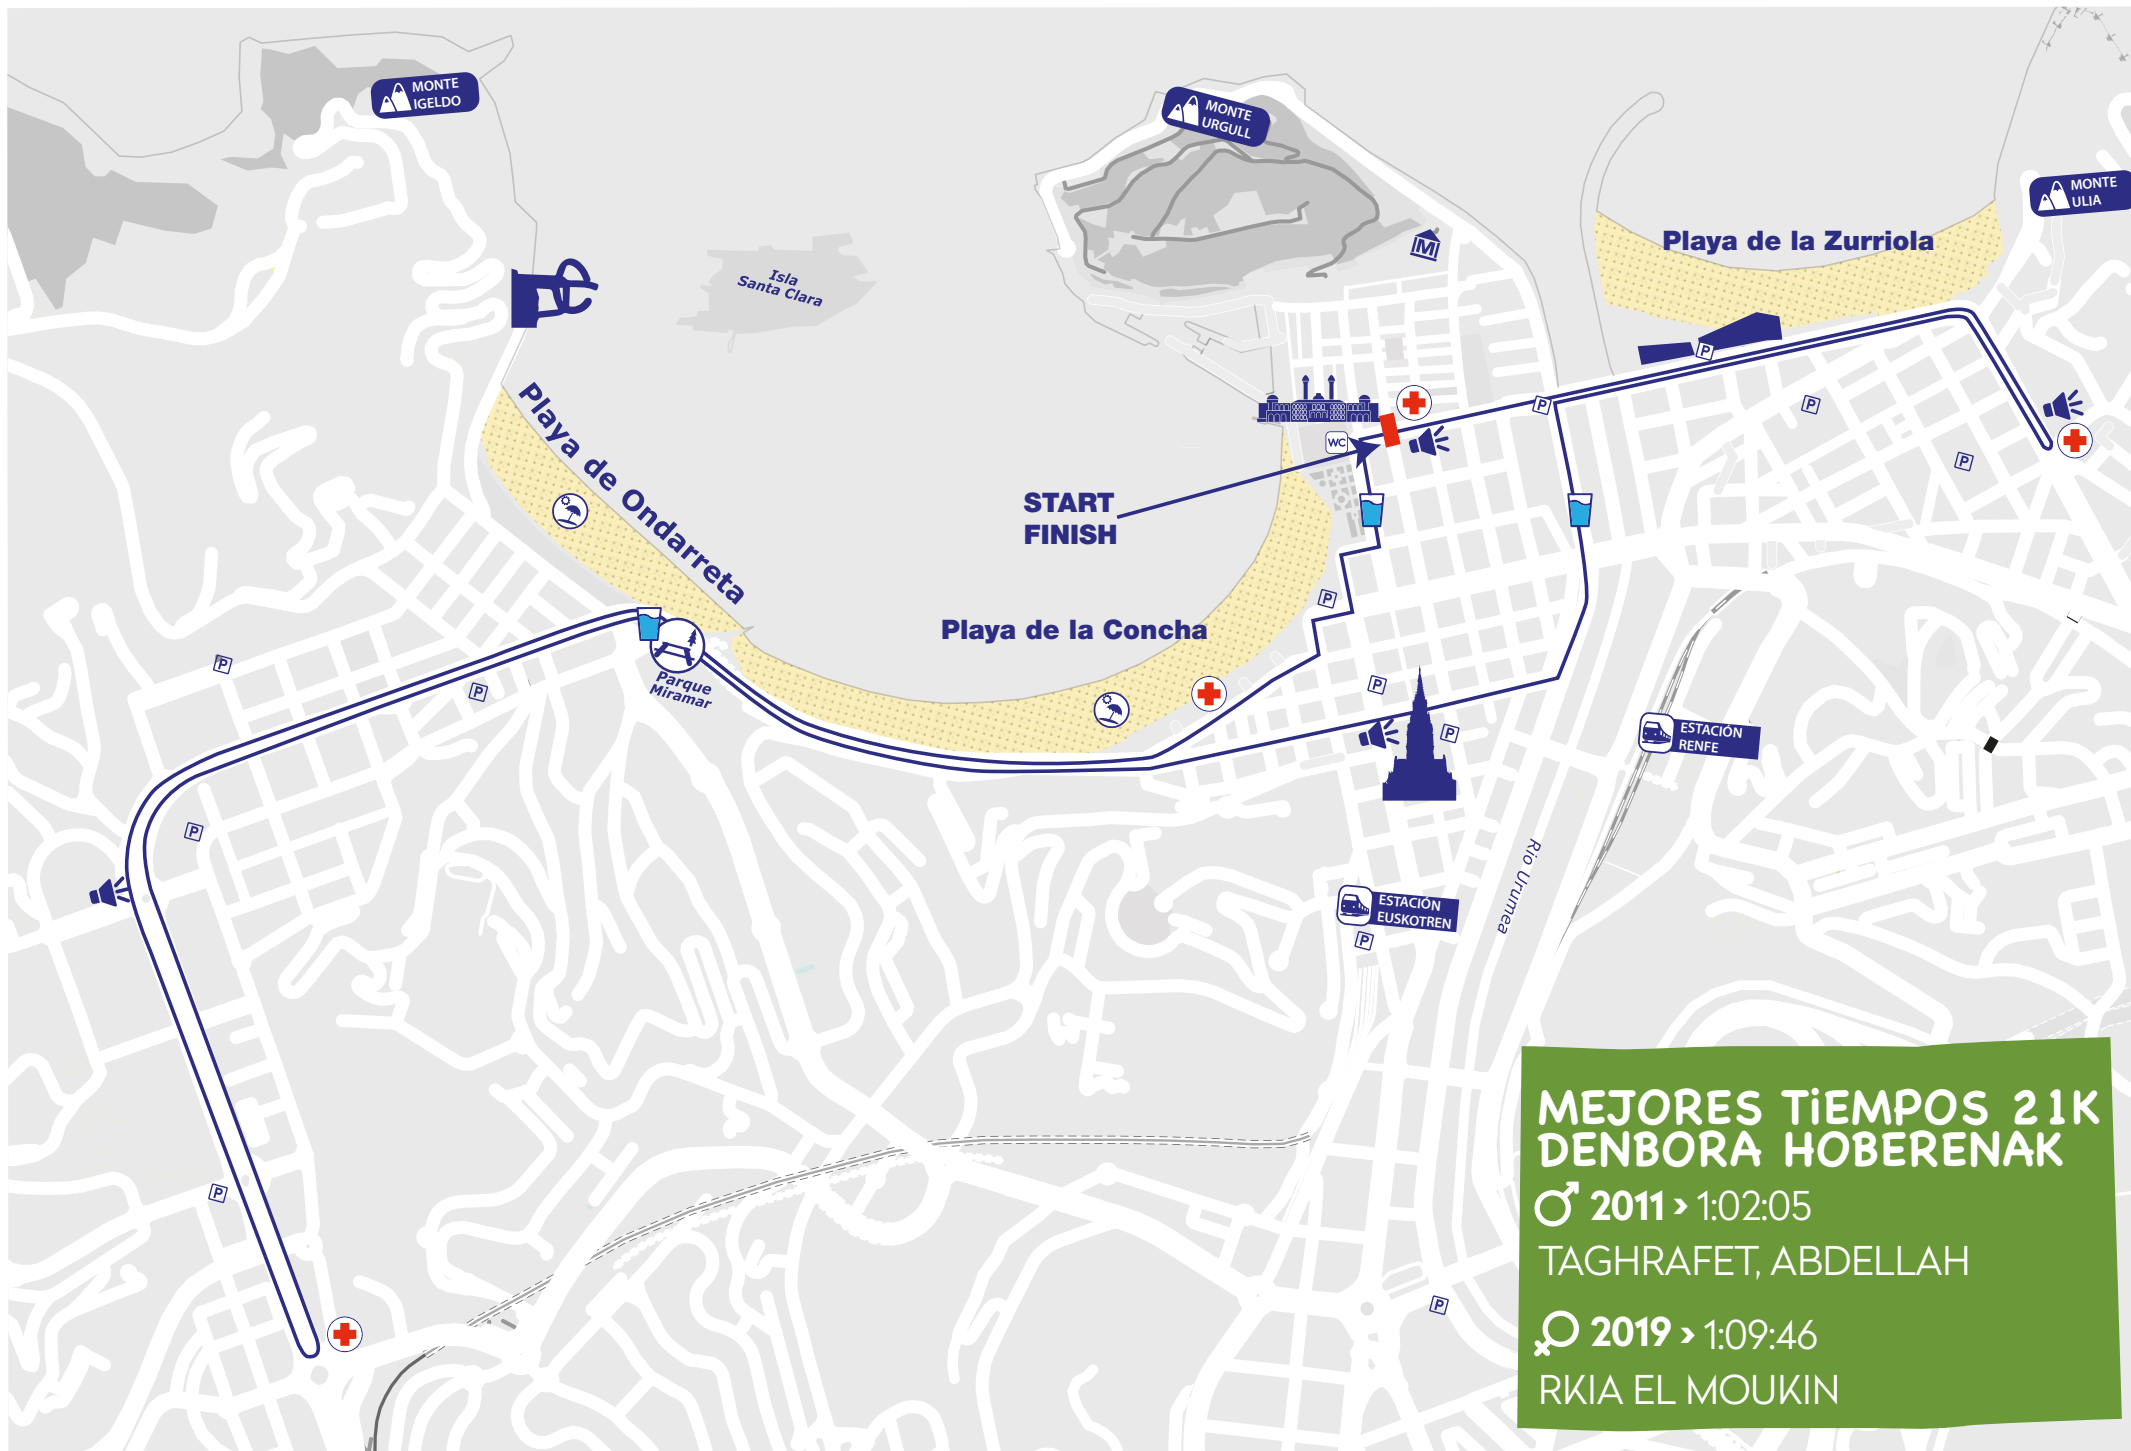 MONTE
IGELDO
MONTE
URGULL
MONTE
ULIA
Playa de la Zurriola
Isla
Santa Clara
M
P
P
P
P
WC
Playa de Ondarreta
START
FINISH
P
Playa de la Concha
P
P
Parque
Miramar
P
P
ESTACIÓN
RENFE
P
Río Urumea
ESTACIÓN
EUSKOTREN
P
P
P
MEJORES TiEMPOS 21K
DENBORA HOBERENAK
2011 > 1:02:05
TAGHRAFET, ABDELLAH
2019 > 1:09:46
RKIA EL MOUKIN